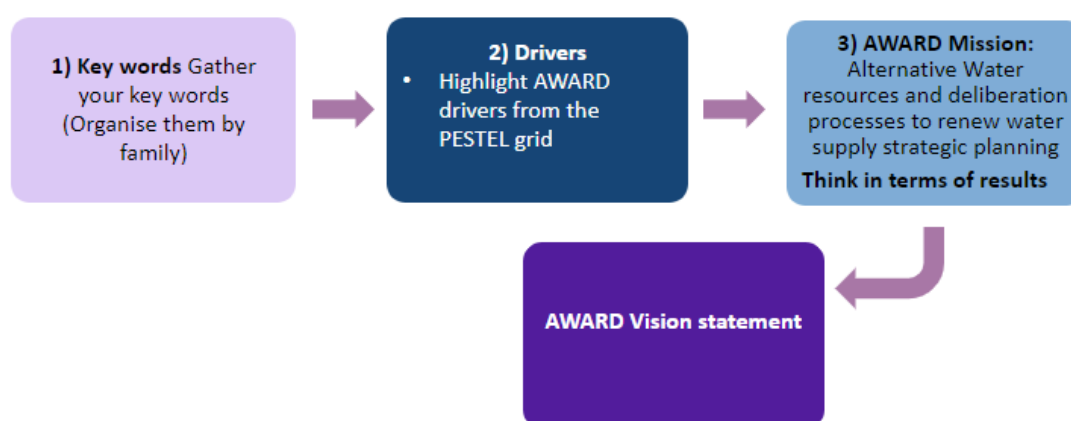 1) Key words Gather
your key words
(Organise them by
family)
2) Drivers
• Highlight AWARD
drivers from the
PESTEL grid
3) AWARD Mission:
Alternative Water
resources and deliberation
processes to renew water
supply strategic planning
Think in terms of results
AWARD Vision statement